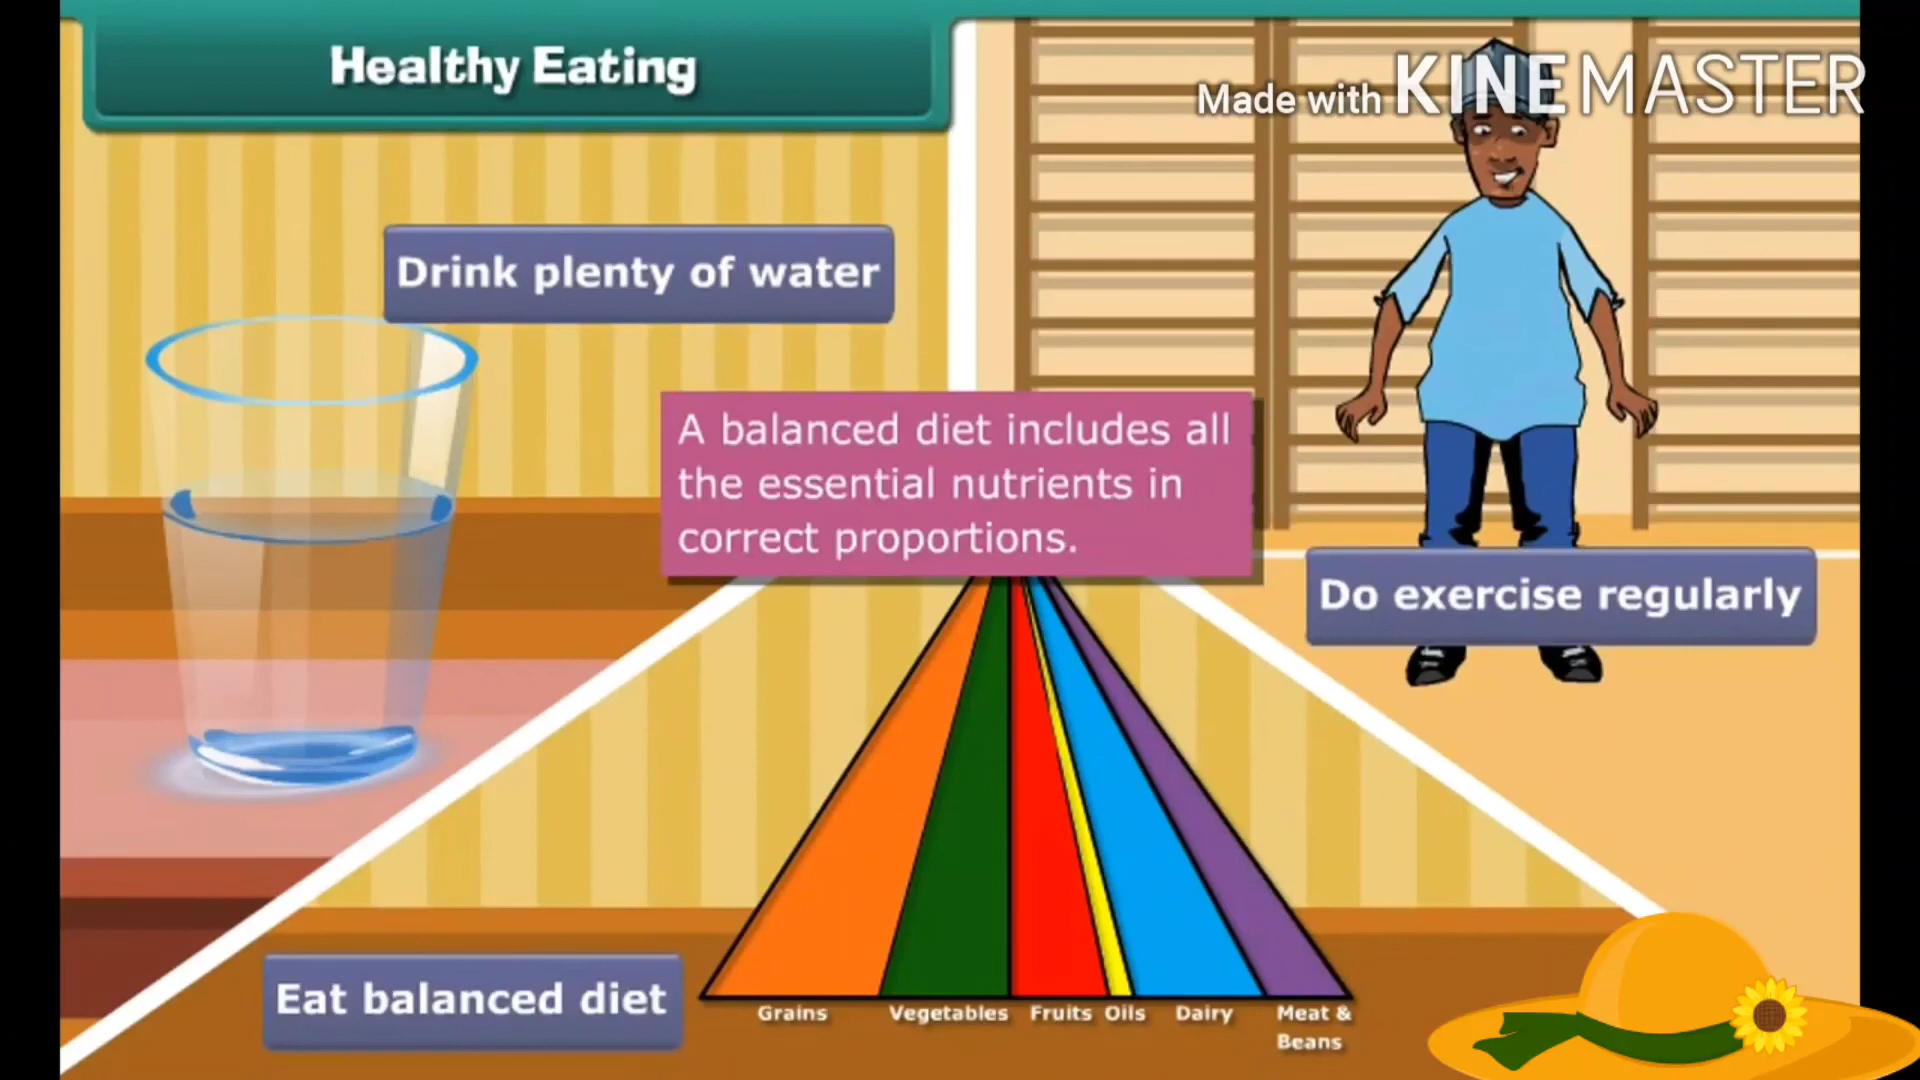 Healthy Eating
Made with KINEMASTER
Drink plenty of water
A balanced diet includes all
the essential nutrients in
correct proportions.
Do exercise regularly
Eat balanced diet
Grains Vegetables Fruits Oils Dairy Meat &
Beans